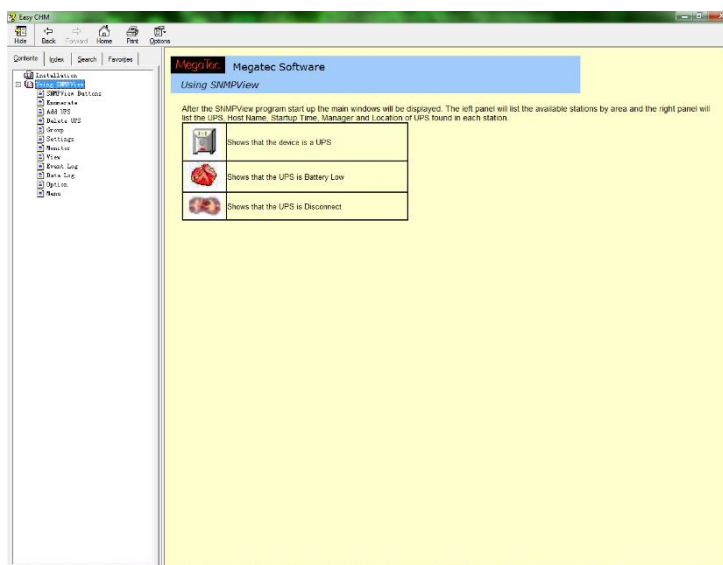 Easy CHM
Hide Back Forward Home Print Options
Contents Index Search Favorites
Installation
Using SNMPView
SNMPView Buttons
Enumerate
Add UPS
Delete UPS
Group
Settings
Monitor
View
Event Log
Data Log
Option
Menu
MegaTec Megatec Software
Using SNMPView
After the SNMPView program start up the main windows will be displayed. The left panel will list the available stations by area and the right panel will
list the UPS, Host Name, Startup Time, Manager and Location of UPS found in each station.
Shows that the device is a UPS
Shows that the UPS is Battery Low
Shows that the UPS is Disconnect